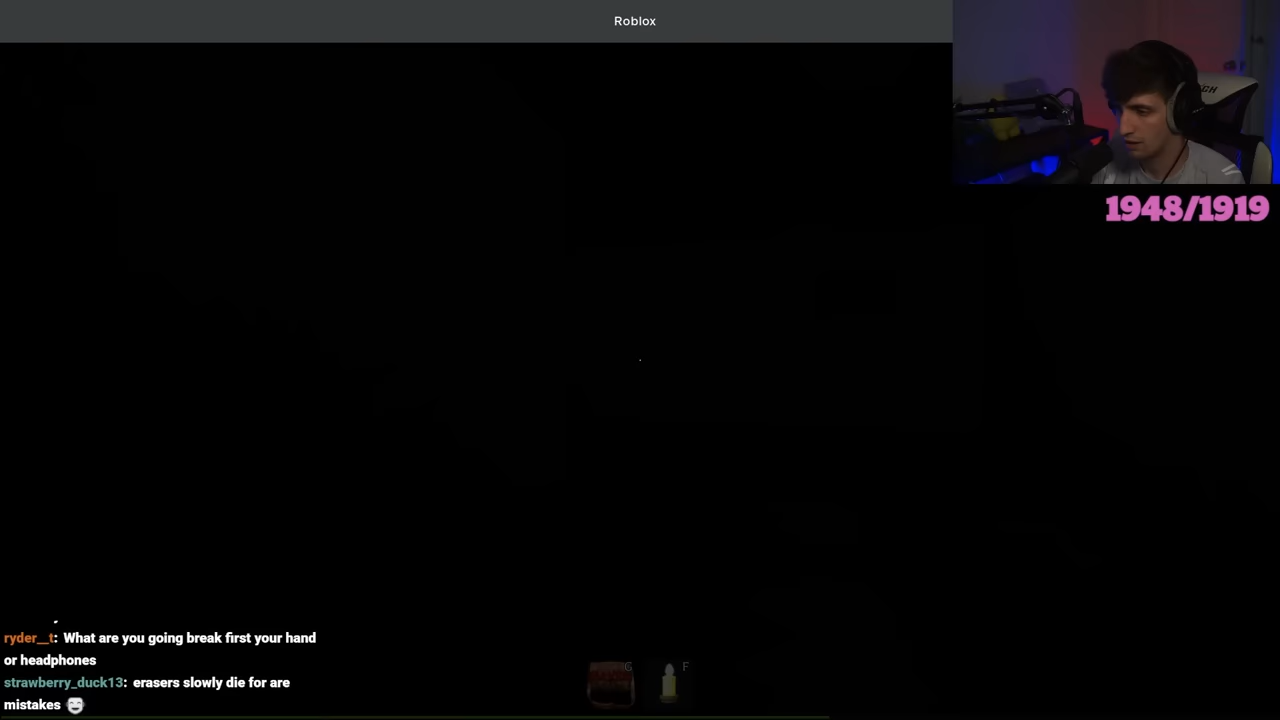 Roblox
1948/1919
ryder__t: What are you going break first your hand
or headphones
strawberry_duck13: erasers slowly die for are
mistakes
G
F